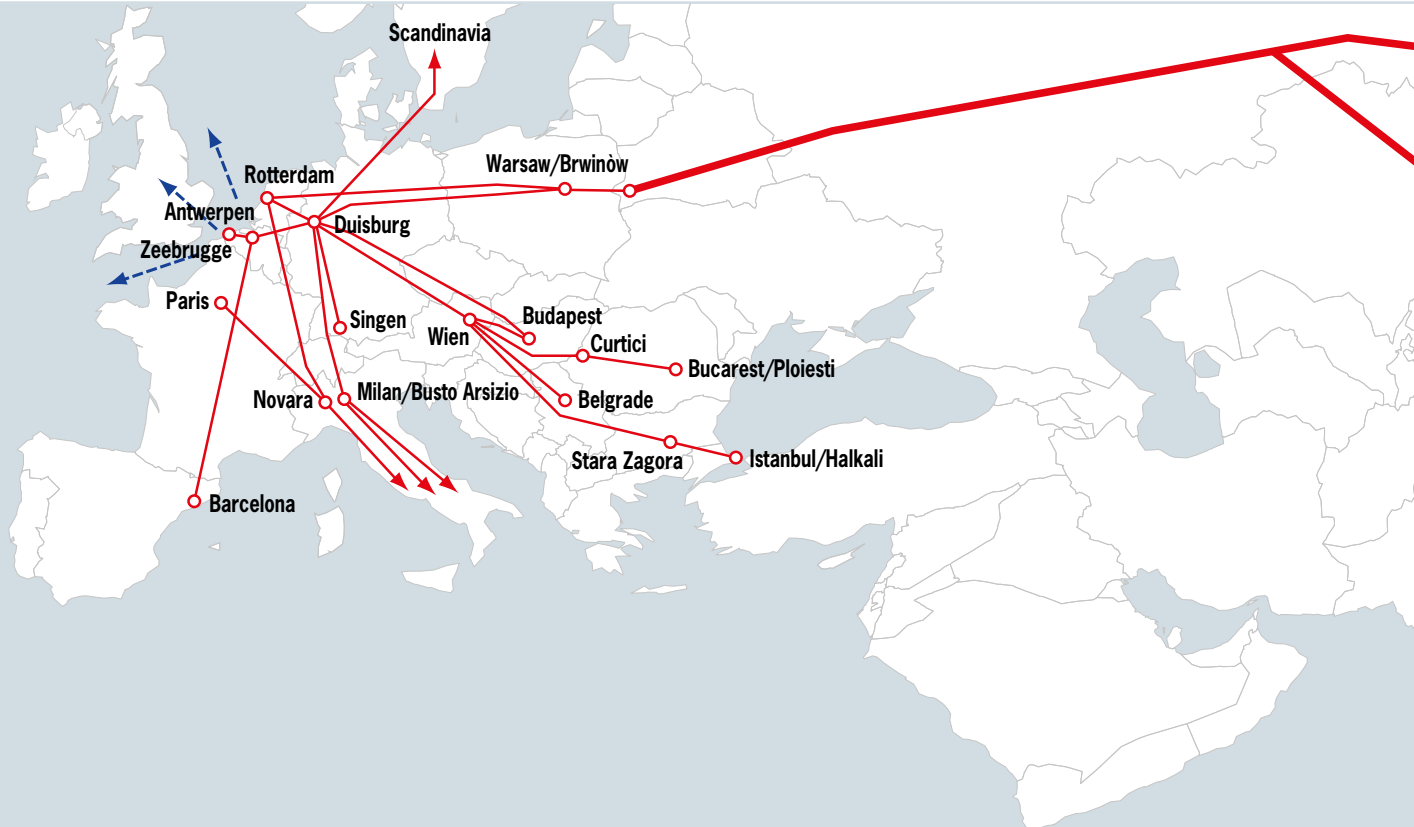 Scandinavia
Warsaw/Brwinòw
Rotterdam
Antwerpen
Duisburg
Zeebrugge
Paris
Singen
Budapest
Wien
Curtici
Bucarest/Ploiesti
Novara
Milan/Busto Arsizio
Belgrade
Stara Zagora
Istanbul/Halkali
Barcelona